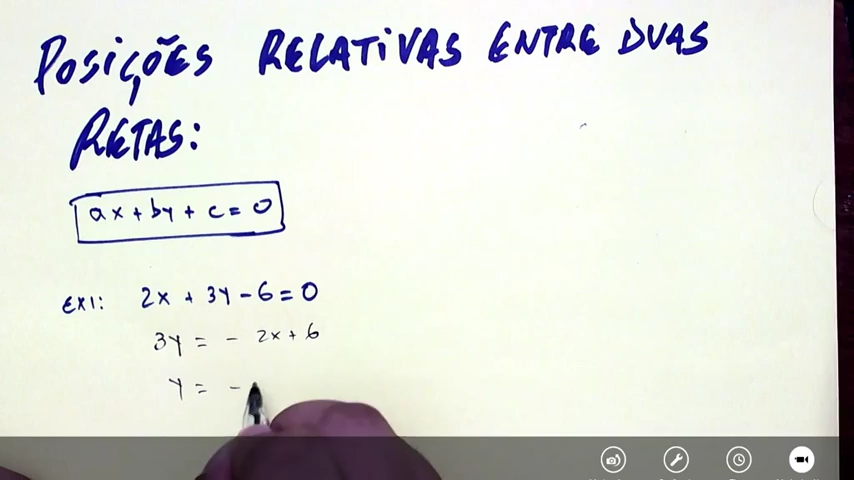 POSIÇÕES RELATIVAS ENTRE DUAS
RETAS:
ax + by + c = 0
EX1: 2x + 3y - 6 = 0
3y = - 2x + 6
y = -